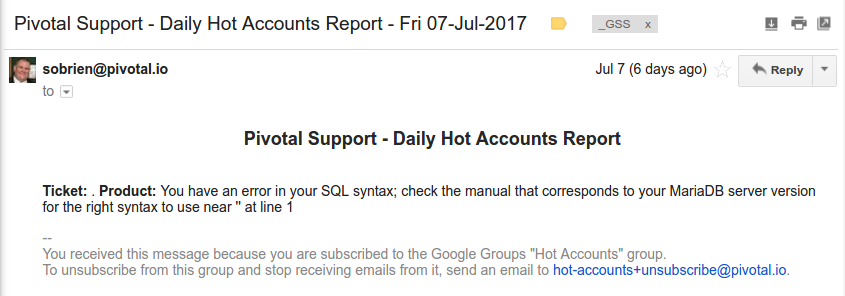 Pivotal Support - Daily Hot Accounts Report - Fri 07-Jul-2017 _GSS x
sobrien@pivotal.io Jul 7 (6 days ago) Reply
to
Pivotal Support - Daily Hot Accounts Report
Ticket: . Product: You have an error in your SQL syntax; check the manual that corresponds to your MariaDB server version
for the right syntax to use near '' at line 1
--
You received this message because you are subscribed to the Google Groups "Hot Accounts" group.
To unsubscribe from this group and stop receiving emails from it, send an email to hot-accounts+unsubscribe@pivotal.io.